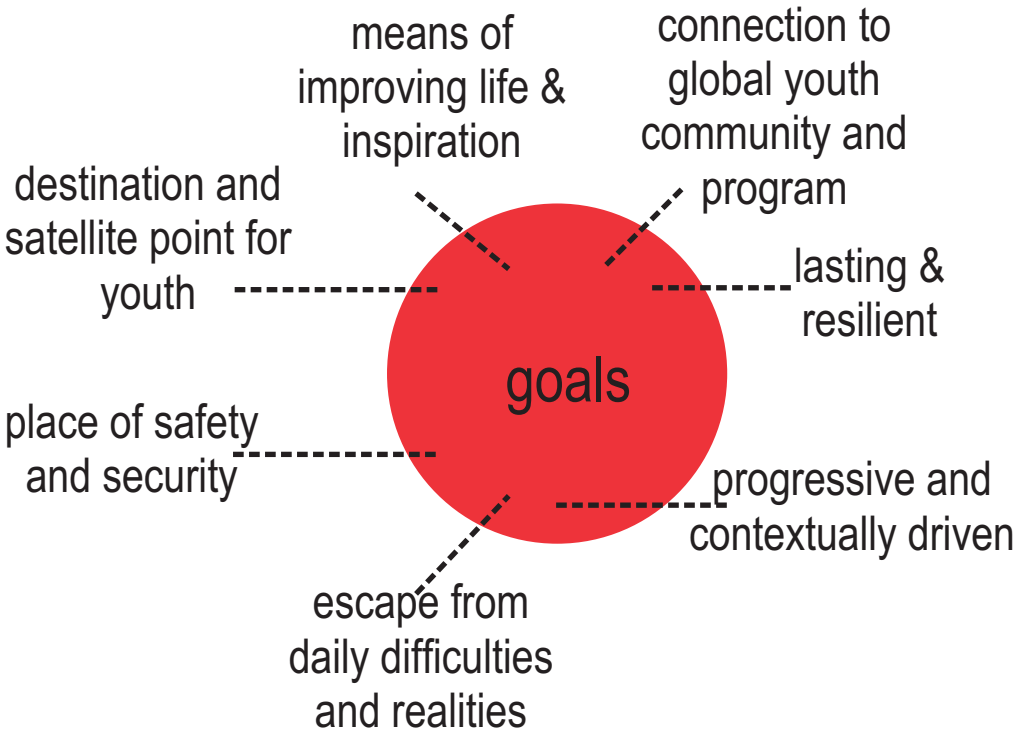 means of
improving life &
inspiration
connection to
global youth
community and
program
destination and
satellite point for
youth
lasting &
resilient
goals
place of safety
and security
progressive and
contextually driven
escape from
daily difficulties
and realities